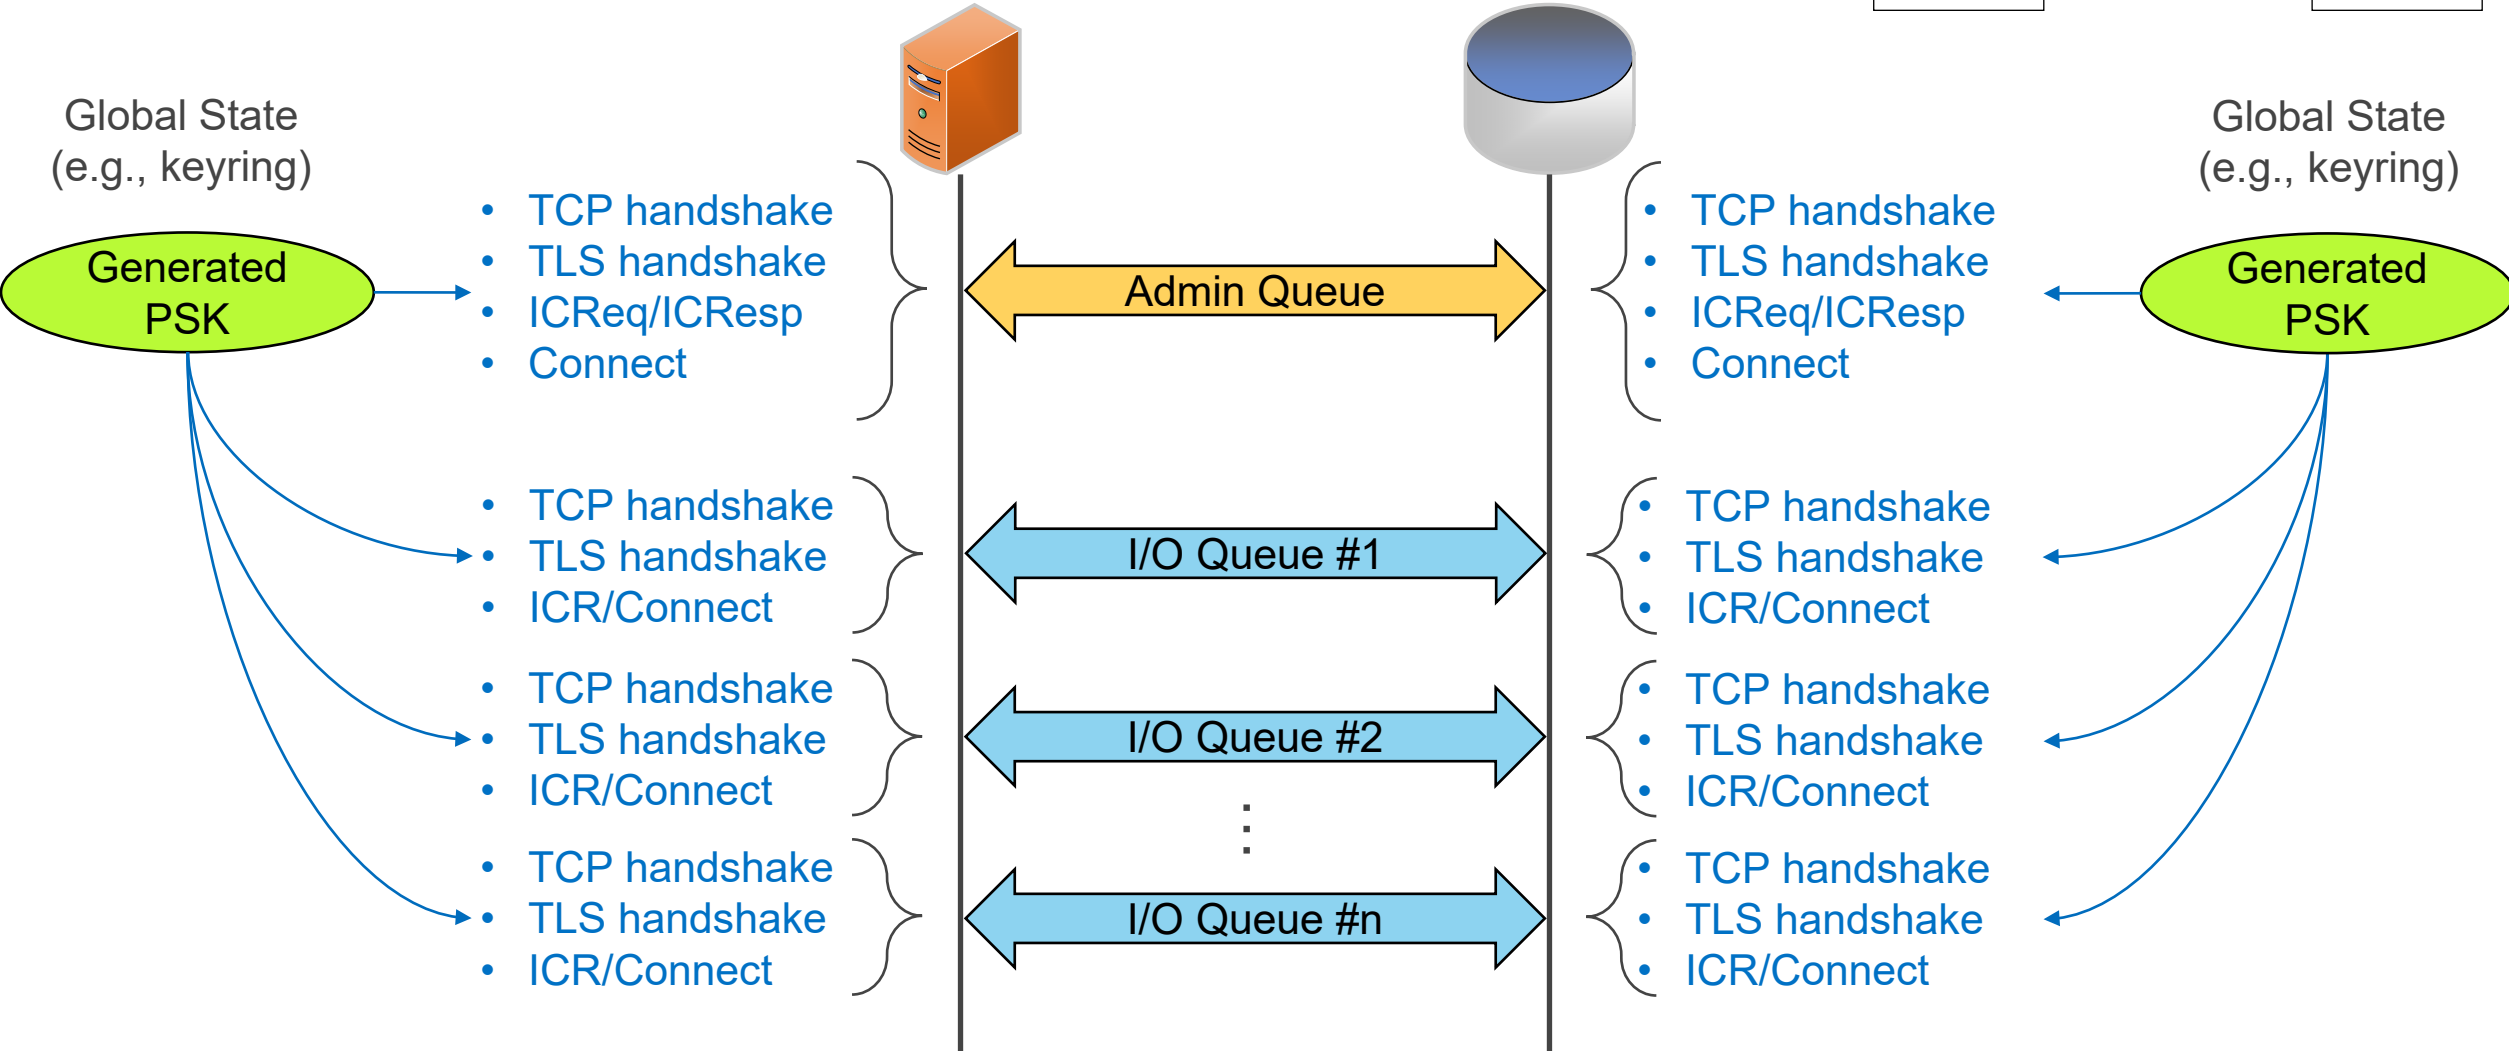 Global State
(e.g., keyring)
Generated
PSK
• TCP handshake
• TLS handshake
• ICReq/ICResp
• Connect
Admin Queue
• TCP handshake
• TLS handshake
• ICReq/ICResp
• Connect
Global State
(e.g., keyring)
Generated
PSK
• TCP handshake
• TLS handshake
• ICR/Connect
I/O Queue #1
• TCP handshake
• TLS handshake
• ICR/Connect
• TCP handshake
• TLS handshake
• ICR/Connect
I/O Queue #2
• TCP handshake
• TLS handshake
• ICR/Connect
⋮
• TCP handshake
• TLS handshake
• ICR/Connect
I/O Queue #n
• TCP handshake
• TLS handshake
• ICR/Connect